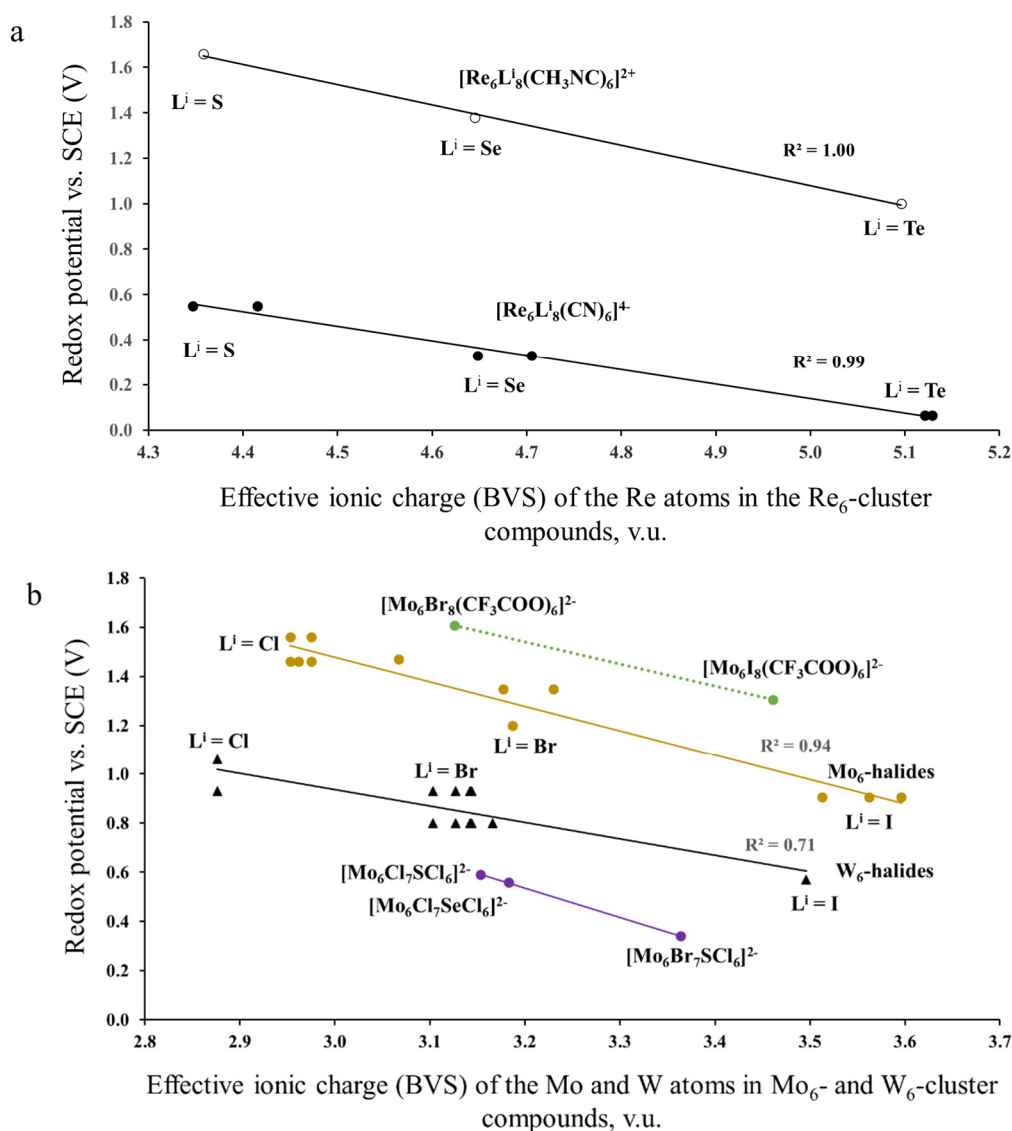 a
Redox potential vs. SCE (V)
1.8
1.6
1.4
1.2
1.0
0.8
0.6
0.4
0.2
0.0
[Re₆Lⁱ₈(CH₃NC)₆]²⁺
Lⁱ = S
Lⁱ = Se
R² = 1.00
Lⁱ = Te
[Re₆Lⁱ₈(CN)₆]⁴⁻
Lⁱ = S
Lⁱ = Se
R² = 0.99
Lⁱ = Te
4.3 4.4 4.5 4.6 4.7 4.8 4.9 5.0 5.1 5.2
Effective ionic charge (BVS) of the Re atoms in the Re₆-cluster
compounds, v.u.
b
Redox potential vs. SCE (V)
1.8
1.6
1.4
1.2
1.0
0.8
0.6
0.4
0.2
0.0
[Mo₆Br₈(CF₃COO)₆]²⁻
Lⁱ = Cl
[Mo₆I₈(CF₃COO)₆]²⁻
Lⁱ = Cl
Lⁱ = Br
R² = 0.94
Lⁱ = Br
Mo₆-halides
Lⁱ = I
R² = 0.71
[Mo₆Cl₇SCl₆]²⁻
W₆-halides
[Mo₆Cl₇SeCl₆]²⁻
Lⁱ = I
[Mo₆Br₇SCl₆]²⁻
2.8 2.9 3.0 3.1 3.2 3.3 3.4 3.5 3.6 3.7
Effective ionic charge (BVS) of the Mo and W atoms in Mo₆- and W₆-cluster
compounds, v.u.